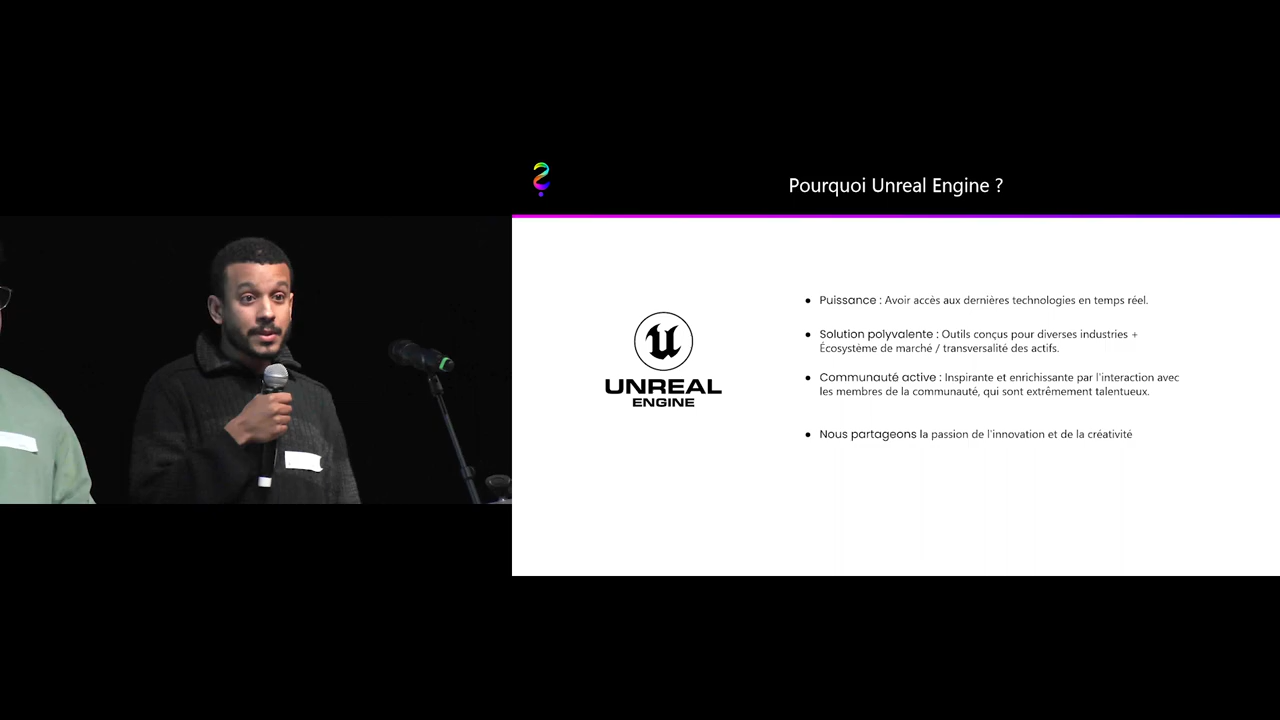 Pourquoi Unreal Engine ?
UNREAL
ENGINE
● Puissance : Avoir accès aux dernières technologies en temps réel.
● Solution polyvalente : Outils conçus pour diverses industries +
Écosystème de marché / transversalité des actifs.
● Communauté active : Inspirante et enrichissante par l'interaction avec
les membres de la communauté, qui sont extrêmement talentueux.
● Nous partageons la passion de l'innovation et de la créativité